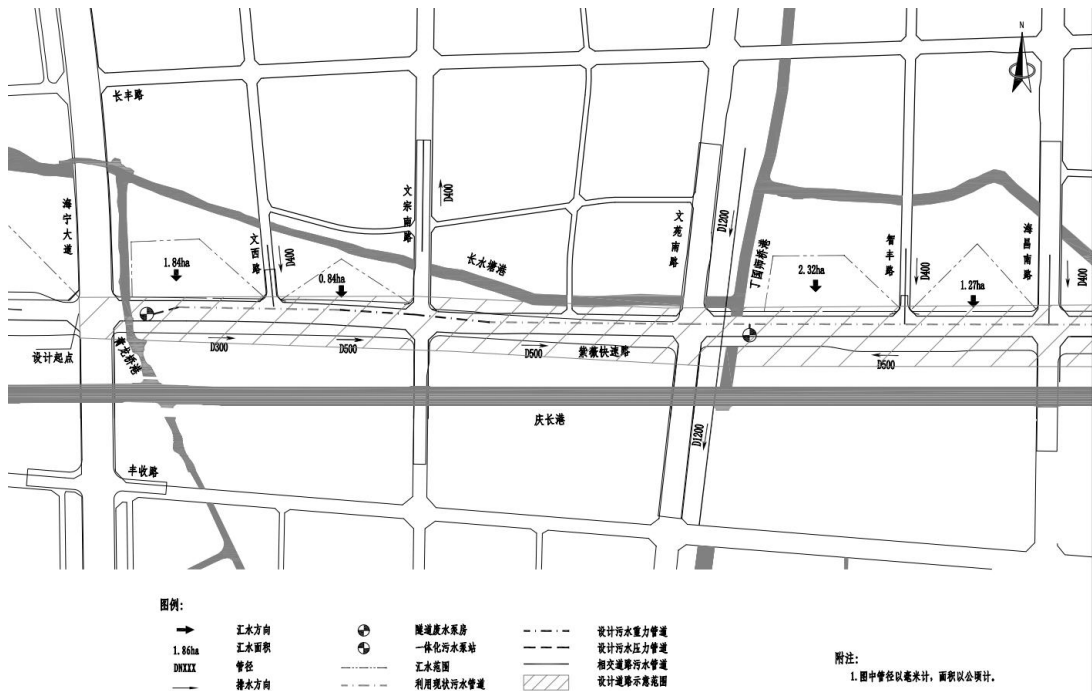 N
长丰路
海宁大道
文宗南路
D400
文西路
D400
1.84ha
0.84ha
长水塘港
文苑南路
D1200
丁国师桥港
2.32ha
智丰路
D400
海昌南路
1.27ha
D400
设计起点
青龙桥港
D300
D500
D500
紫薇快速路
D500
庆长港
D1200
丰收路
图例:
汇水方向
隧道废水泵房
设计污水重力管道
1.86ha
汇水面积
一体化污水泵站
设计污水压力管道
DNXXX
管径
汇水范围
相交道路污水管道
排水方向
利用现状污水管道
设计道路示意范围
附注:
1.图中管径以毫米计，面积以公顷计。